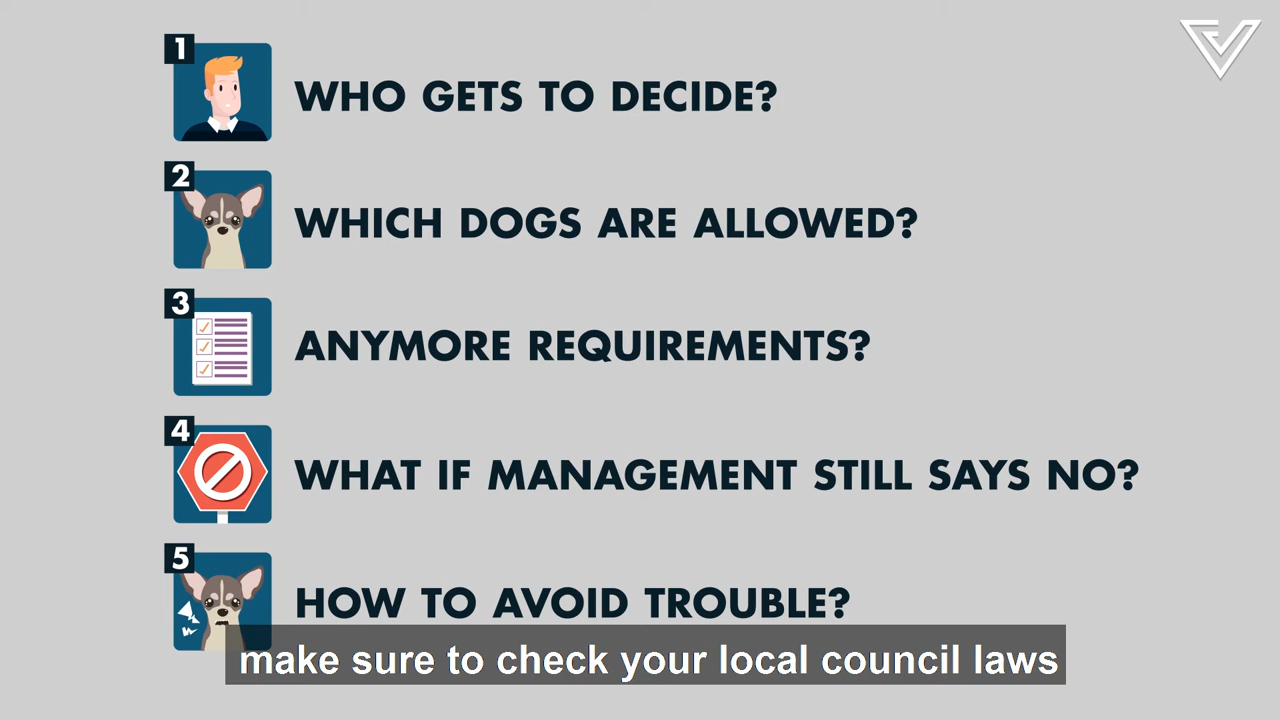 1
WHO GETS TO DECIDE?
2
WHICH DOGS ARE ALLOWED?
3
ANYMORE REQUIREMENTS?
4
WHAT IF MANAGEMENT STILL SAYS NO?
5
HOW TO AVOID TROUBLE?
make sure to check your local council laws